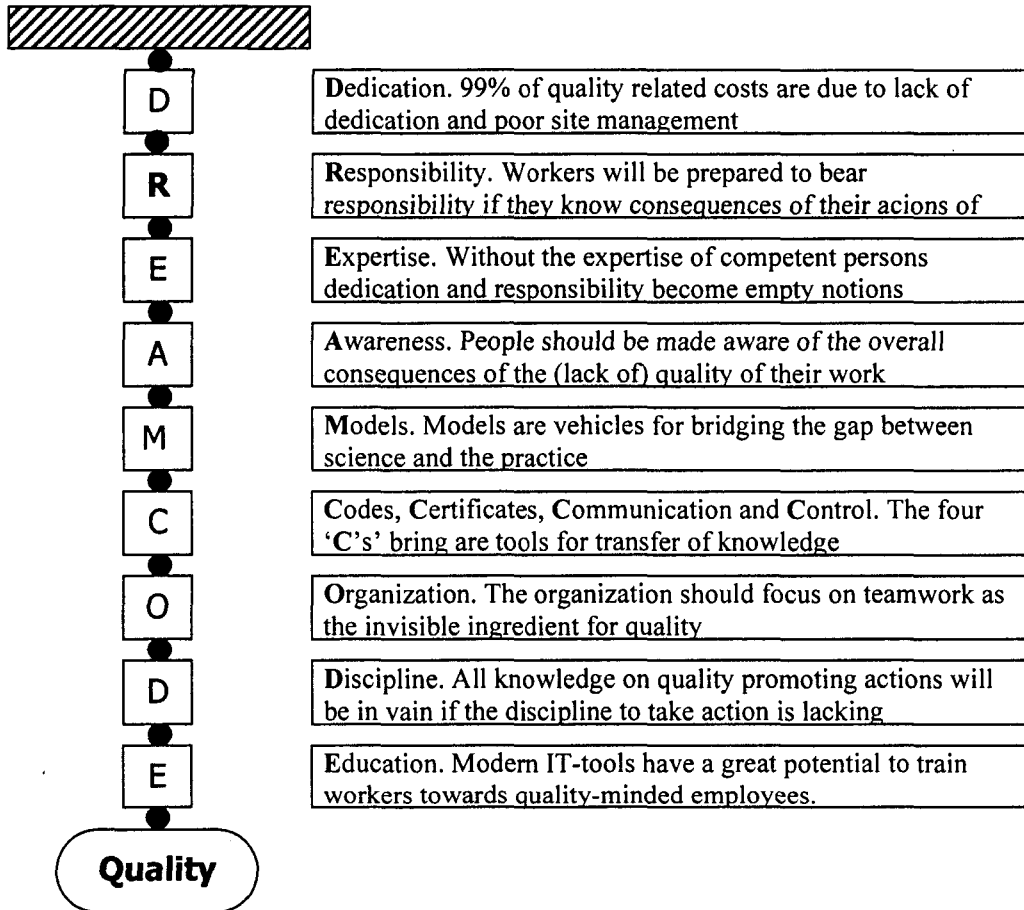 D
Dedication. 99% of quality related costs are due to lack of
dedication and poor site management
R
Responsibility. Workers will be prepared to bear
responsibility if they know consequences of their acions of
E
Expertise. Without the expertise of competent persons
dedication and responsibility become empty notions
A
Awareness. People should be made aware of the overall
consequences of the (lack of) quality of their work
M
Models. Models are vehicles for bridging the gap between
science and the practice
C
Codes, Certificates, Communication and Control. The four
‘C's’ bring are tools for transfer of knowledge
O
Organization. The organization should focus on teamwork as
the invisible ingredient for quality
D
Discipline. All knowledge on quality promoting actions will
be in vain if the discipline to take action is lacking
E
Education. Modern IT-tools have a great potential to train
workers towards quality-minded employees.
Quality